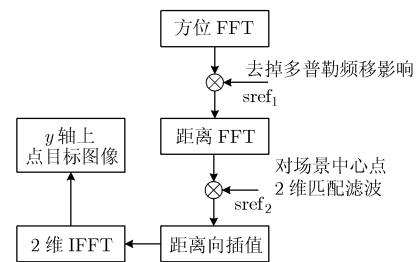 方位 FFT
去掉多普勒频移影响
sref₁
距离 FFT
y 轴上
点目标图像
对场景中心点
2 维匹配滤波
sref₂
2 维 IFFT
距离向插值